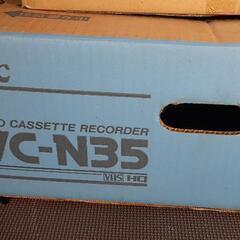 C
O CASSETTE RECORDER
VC-N35
VHS HQ